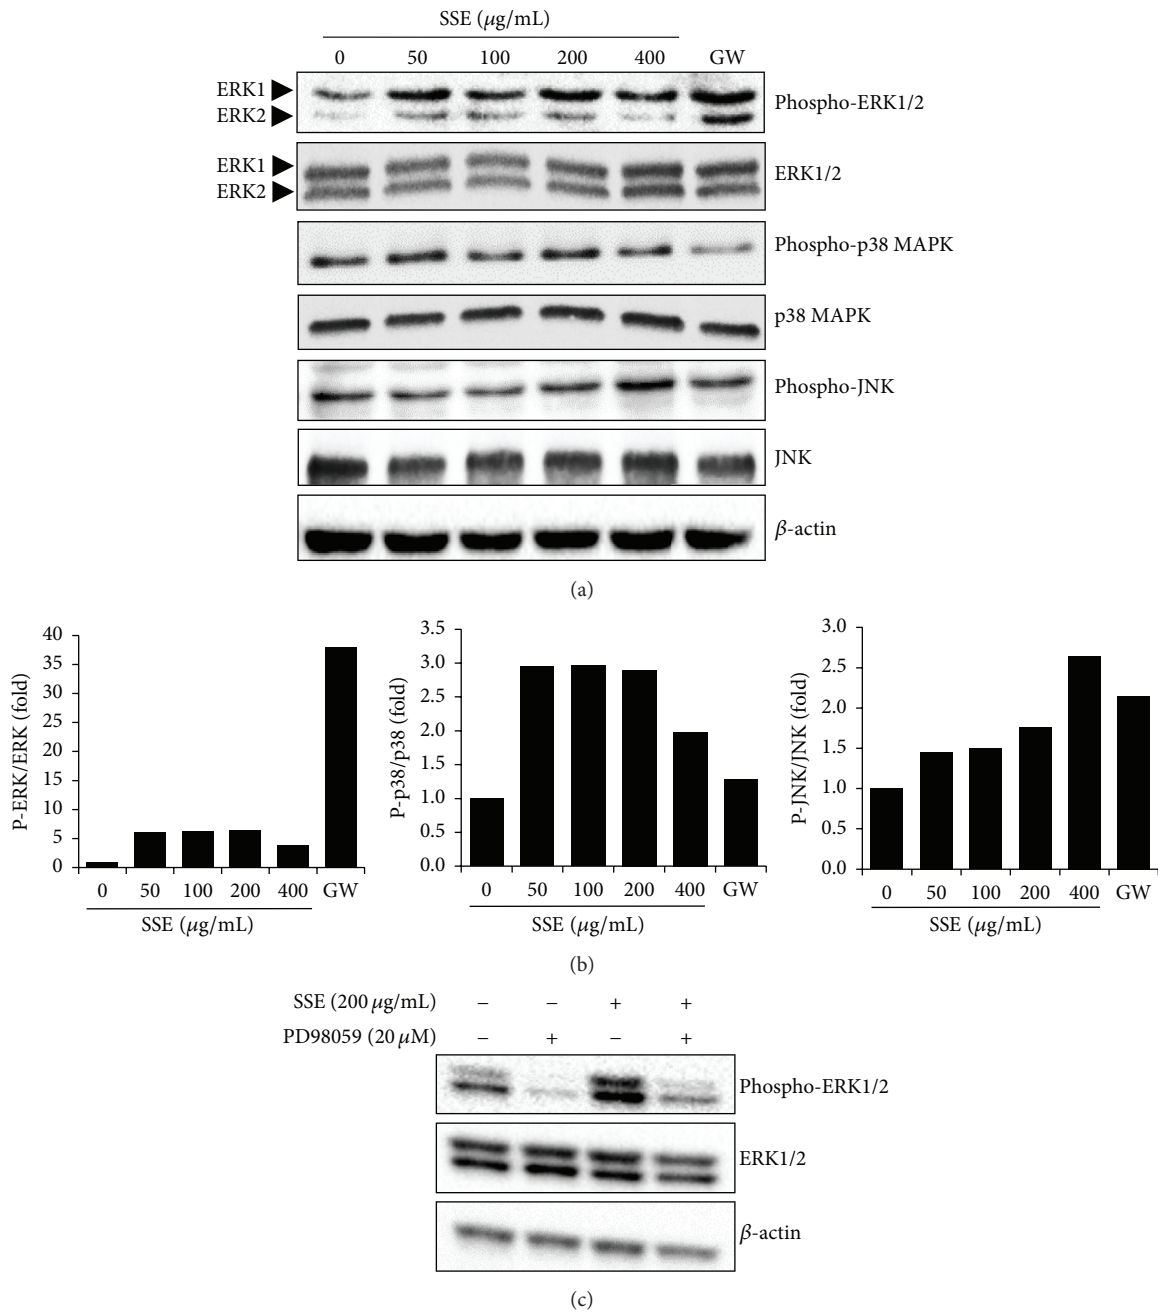 SSE (μg/mL)
0 50 100 200 400 GW
ERK1
ERK2
Phospho-ERK1/2
ERK1
ERK2
ERK1/2
Phospho-p38 MAPK
p38 MAPK
Phospho-JNK
JNK
β-actin
(a)
P-ERK/ERK (fold)
40
35
30
25
20
15
10
5
0
0 50 100 200 400 GW
SSE (μg/mL)
P-p38/p38 (fold)
3.5
3.0
2.5
2.0
1.5
1.0
0.5
0.0
0 50 100 200 400 GW
SSE (μg/mL)
P-JNK/JNK (fold)
3.0
2.5
2.0
1.5
1.0
0.5
0.0
0 50 100 200 400 GW
SSE (μg/mL)
(b)
SSE (200 μg/mL) − − + +
PD98059 (20 μM) − + − +
Phospho-ERK1/2
ERK1/2
β-actin
(c)